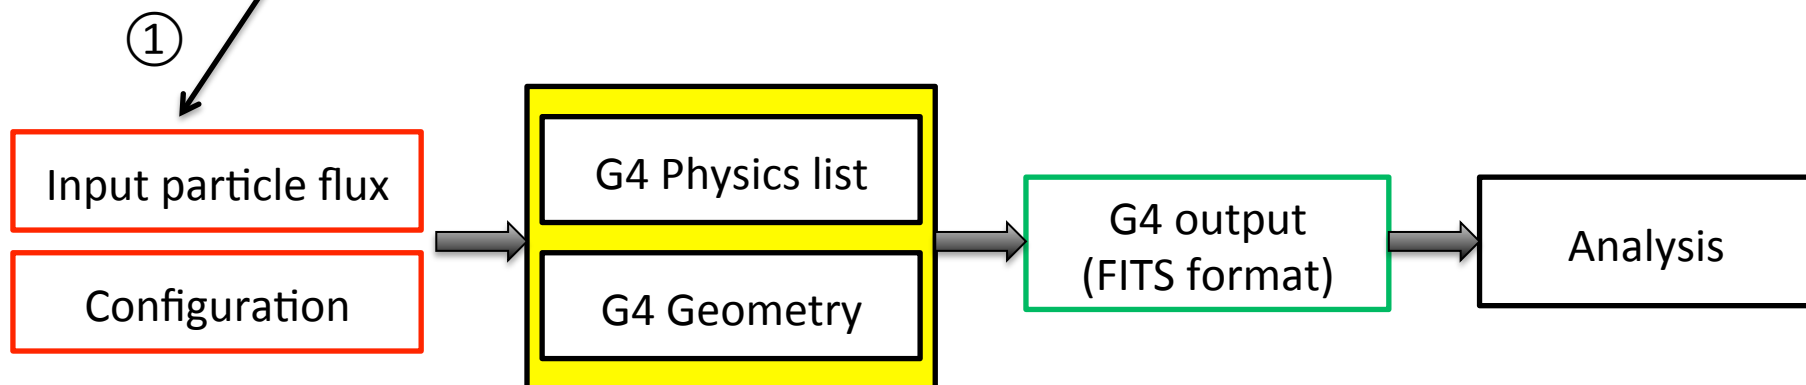 ①
Input particle flux
Configuration
G4 Physics list
G4 Geometry
G4 output
(FITS format)
Analysis